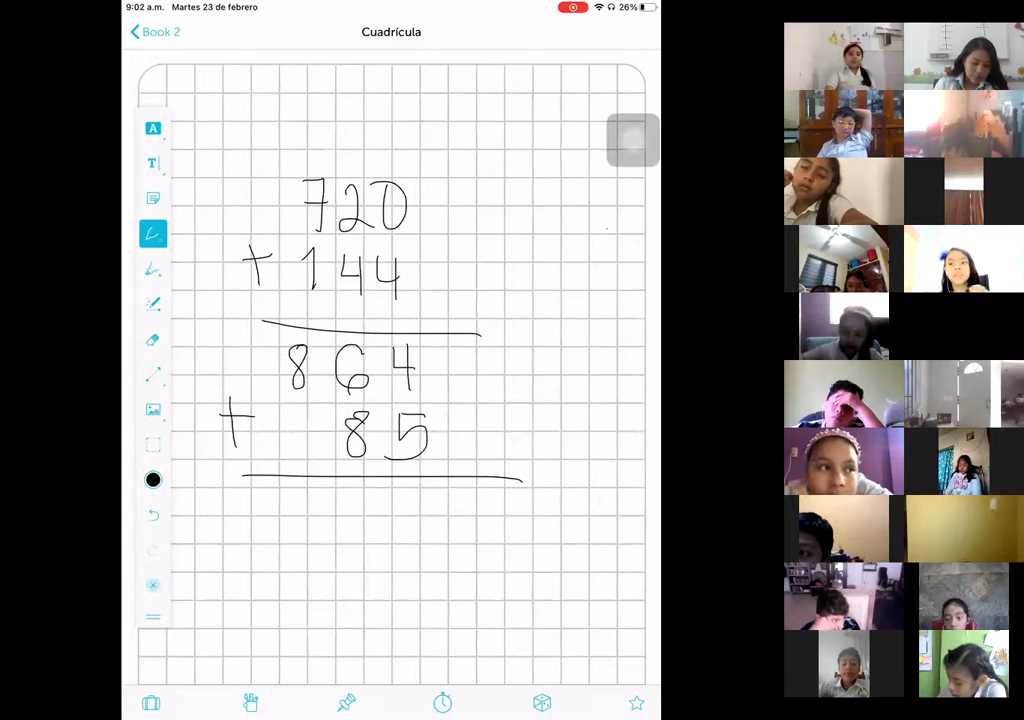 9:02 a.m. Martes 23 de febrero 26%
Book 2
Cuadrícula
A
T
720
+ 144
864
+ 85